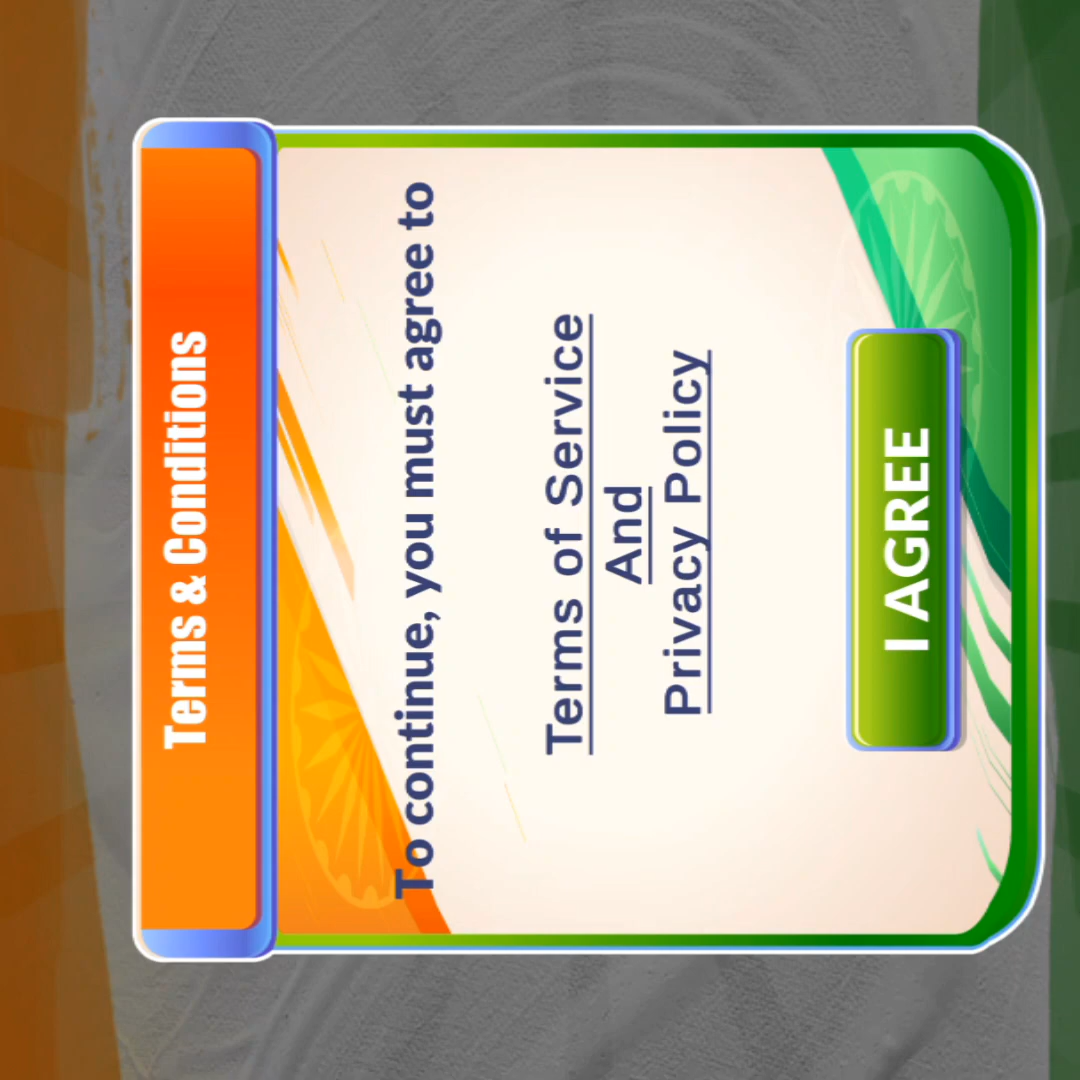 Terms & Conditions
To continue, you must agree to
Terms of Service
And
Privacy Policy
I AGREE